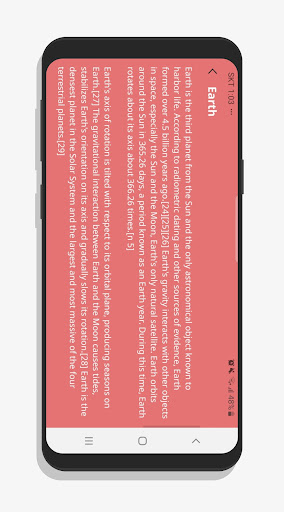 SKT 1:03 ···
48%
Earth
Earth is the third planet from the Sun and the only astronomical object known to
harbor life. According to radiometric dating and other sources of evidence, Earth
formed over 4.5 billion years ago.[24][25][26] Earth's gravity interacts with other objects
in space, especially the Sun and the Moon, Earth's only natural satellite. Earth orbits
around the Sun in 365.26 days, a period known as an Earth year. During this time, Earth
rotates about its axis about 366.26 times.[n 5]
Earth's axis of rotation is tilted with respect to its orbital plane, producing seasons on
Earth.[27] The gravitational interaction between Earth and the Moon causes tides,
stabilizes Earth's orientation on its axis and gradually slows its rotation.[28] Earth is the
densest planet in the Solar System and the largest and most massive of the four
terrestrial planets.[29]